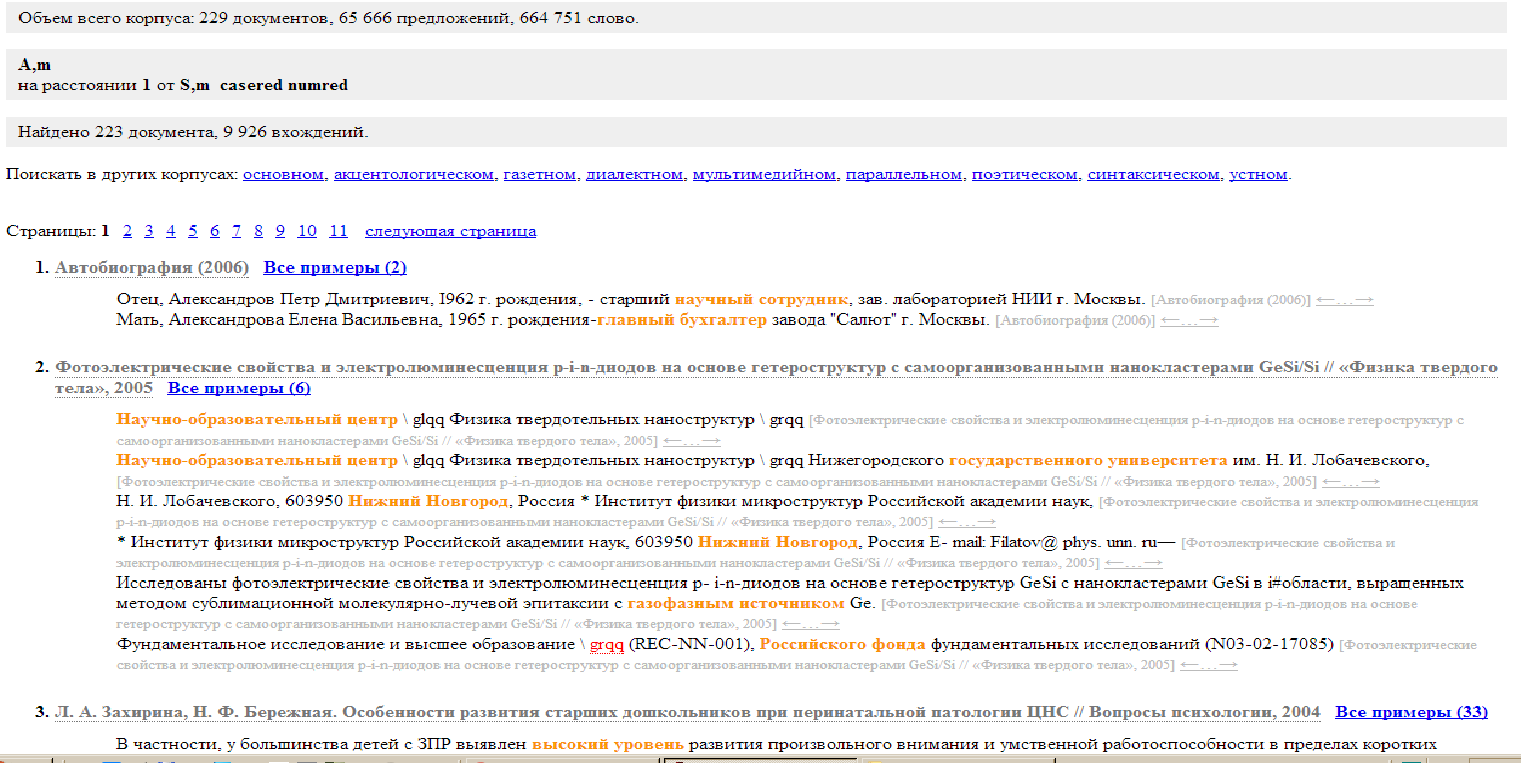 Объем всего корпуса: 229 документов, 65 666 предложений, 664 751 слово.
A,m
на расстоянии 1 от S,m casered numred
Найдено 223 документа, 9 926 вхождений.
Поискать в других корпусах: основном, акцентологическом, газетном, диалектном, мультимедийном, параллельном, поэтическом, синтаксическом, устном.
Страницы: 1 2 3 4 5 6 7 8 9 10 11 следующая страница
1. Автобиография (2006) Все примеры (2)
Отец, Александров Петр Дмитриевич, I962 г. рождения, - старший научный сотрудник, зав. лабораторией НИИ г. Москвы. [Автобиография (2006)] ←…→
Мать, Александрова Елена Васильевна, 1965 г. рождения-главный бухгалтер завода "Салют" г. Москвы. [Автобиография (2006)] ←…→
2. Фотоэлектрические свойства и электролюминесценция p-i-n-диодов на основе гетероструктур с самоорганизованными нанокластерами GeSi/Si // «Физика твердого
тела», 2005 Все примеры (6)
Научно-образовательный центр \ glqq Физика твердотельных наноструктур \ grqq [Фотоэлектрические свойства и электролюминесценция p-i-n-диодов на основе гетероструктур с
самоорганизованными нанокластерами GeSi/Si // «Физика твердого тела», 2005] ←…→
Научно-образовательный центр \ glqq Физика твердотельных наноструктур \ grqq Нижегородского государственного университета им. Н. И. Лобачевского,
[Фотоэлектрические свойства и электролюминесценция p-i-n-диодов на основе гетероструктур с самоорганизованными нанокластерами GeSi/Si // «Физика твердого тела», 2005] ←…→
Н. И. Лобачевского, 603950 Нижний Новгород, Россия * Институт физики микроструктур Российской академии наук, [Фотоэлектрические свойства и электролюминесценция
p-i-n-диодов на основе гетероструктур с самоорганизованными нанокластерами GeSi/Si // «Физика твердого тела», 2005] ←…→
* Институт физики микроструктур Российской академии наук, 603950 Нижний Новгород, Россия E- mail: Filatov@ phys. unn. ru— [Фотоэлектрические свойства и
электролюминесценция p-i-n-диодов на основе гетероструктур с самоорганизованными нанокластерами GeSi/Si // «Физика твердого тела», 2005] ←…→
Исследованы фотоэлектрические свойства и электролюминесценция p- i-n-диодов на основе гетероструктур GeSi с нанокластерами GeSi в i#области, выращенных
методом сублимационной молекулярно-лучевой эпитаксии с газофазным источником Ge. [Фотоэлектрические свойства и электролюминесценция p-i-n-диодов на основе
гетероструктур с самоорганизованными нанокластерами GeSi/Si // «Физика твердого тела», 2005] ←…→
Фундаментальное исследование и высшее образование \ grqq (REC-NN-001), Российского фонда фундаментальных исследований (N03-02-17085) [Фотоэлектрические
свойства и электролюминесценция p-i-n-диодов на основе гетероструктур с самоорганизованными нанокластерами GeSi/Si // «Физика твердого тела», 2005] ←…→
3. Л. А. Захирина, Н. Ф. Бережная. Особенности развития старших дошкольников при перинатальной патологии ЦНС // Вопросы психологии, 2004 Все примеры (33)
В частности, у большинства детей с ЗПР выявлен высокий уровень развития произвольного внимания и умственной работоспособности в пределах коротких